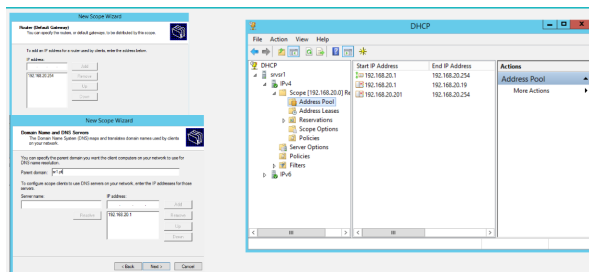 New Scope Wizard
Router (Default Gateway)
You can specify the routers, or default gateways, to be distributed by this scope.
To add an IP address for a router used by clients, enter the address below.
IP address:
Add
192.168.20.254
Remove
Up
Down
New Scope Wizard
Domain Name and DNS Servers
The Domain Name System (DNS) maps and translates domain names used by clients
on your network.
You can specify the parent domain you want the client computers on your network to use for
DNS name resolution.
Parent domain:
To configure scope clients to use DNS servers on your network, enter the IP addresses for those
servers.
Server name:
IP address:
Add
Resolve
192.168.20.1
Remove
Up
Down
< Back
Next >
Cancel
DHCP
File Action View Help
DHCP
srvsr1
IPv4
Scope [192.168.20.0] Re
Address Pool
Address Leases
Reservations
Scope Options
Policies
Server Options
Policies
Filters
IPv6
Start IP Address End IP Address
192.168.20.1 192.168.20.254
192.168.20.1 192.168.20.19
192.168.20.201 192.168.20.254
Actions
Address Pool
More Actions